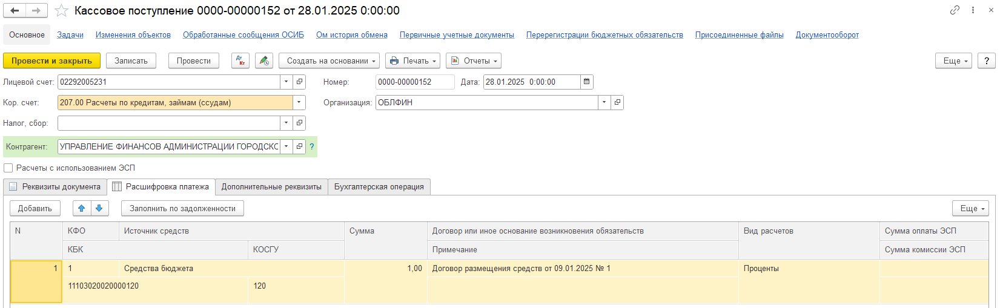 Кассовое поступление 0000-00000152 от 28.01.2025 0:00:00
Основное Задачи Изменения объектов Обработанные сообщения ОСИБ Ом история обмена Первичные учетные документы Перерегистрации бюджетных обязательств Присоединенные файлы Документооборот
Провести и закрыть Записать Провести Дт Кт Создать на основании Печать Отчеты Еще ?
Лицевой счет: 02292005231 Номер: 0000-00000152 Дата: 28.01.2025 0:00:00
Кор. счет: 207.00 Расчеты по кредитам, займам (ссудам) Организация: ОБЛФИН
Налог, сбор:
Контрагент: УПРАВЛЕНИЕ ФИНАНСОВ АДМИНИСТРАЦИИ ГОРОДСКО ?
Расчеты с использованием ЭСП
Реквизиты документа Расшифровка платежа Дополнительные реквизиты Бухгалтерская операция
Добавить Заполнить по задолженности Еще
N КФО Источник средств Сумма Договор или иное основание возникновения обязательств Вид расчетов Сумма оплаты ЭСП
КБК КОСГУ Примечание Сумма комиссии ЭСП
1 1 Средства бюджета 1,00 Договор размещения средств от 09.01.2025 № 1 Проценты
11103020020000120 120